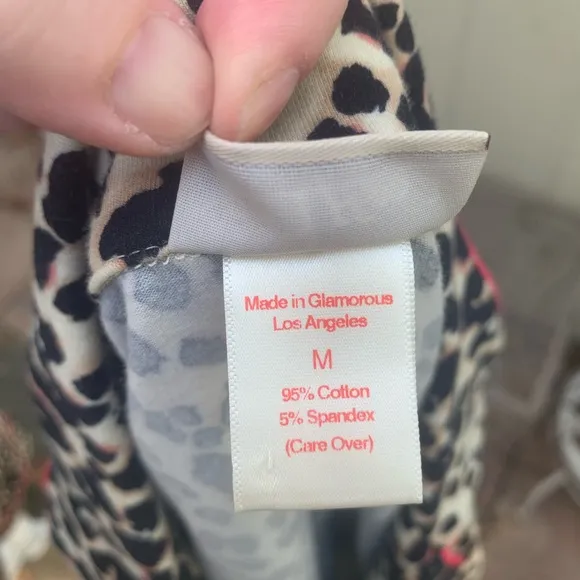 Made in Glamorous
Los Angeles
M
95% Cotton
5% Spandex
(Care Over)